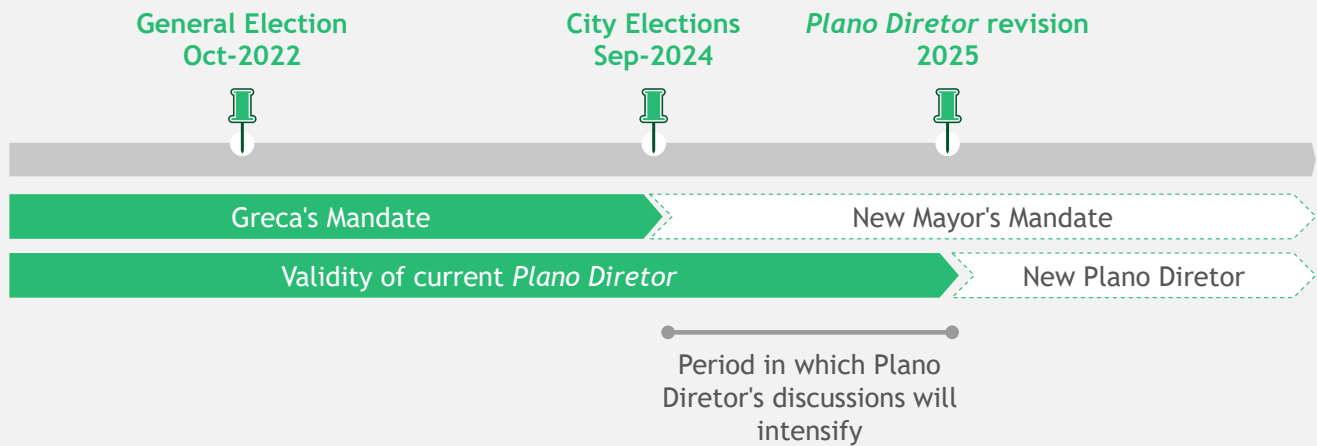 General Election
Oct-2022
City Elections
Sep-2024
Plano Diretor revision
2025
Greca's Mandate
New Mayor's Mandate
Validity of current Plano Diretor
New Plano Diretor
Period in which Plano
Diretor's discussions will
intensify